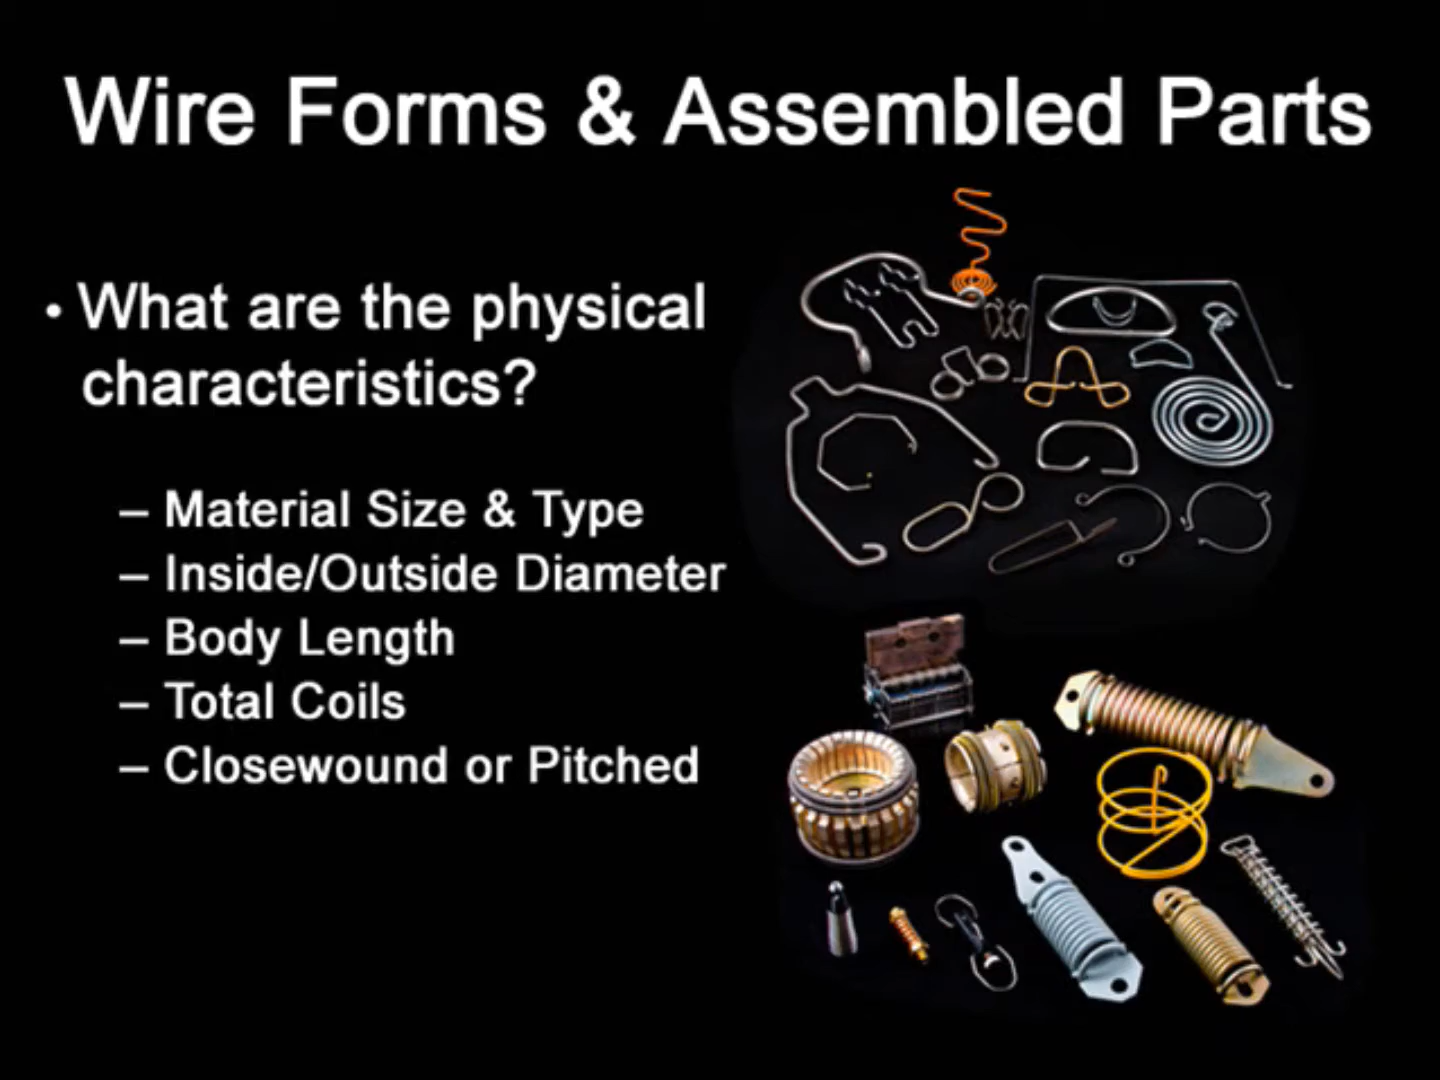 Wire Forms & Assembled Parts
• What are the physical
characteristics?
– Material Size & Type
– Inside/Outside Diameter
– Body Length
– Total Coils
– Closewound or Pitched